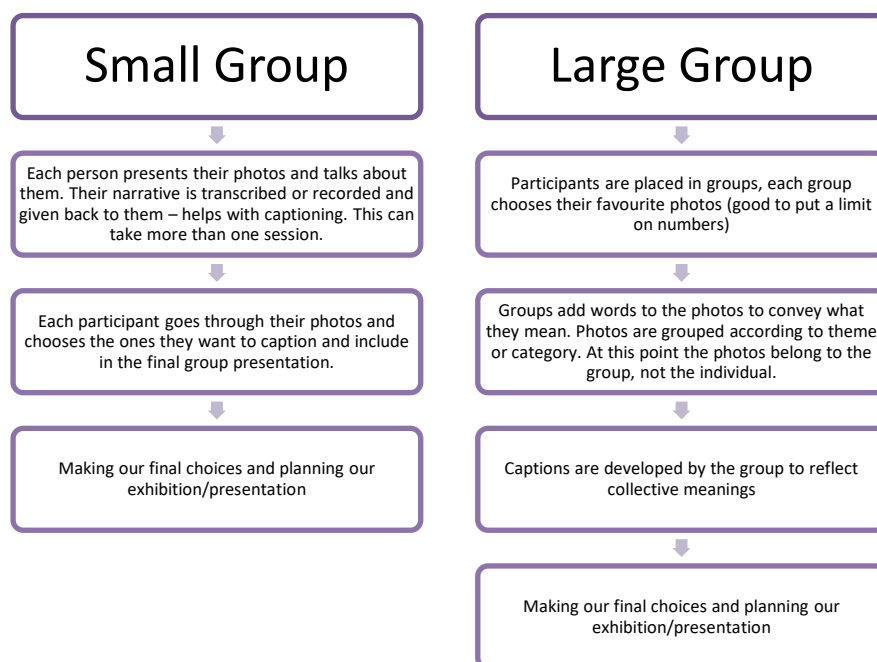 Small Group
Each person presents their photos and talks about
them. Their narrative is transcribed or recorded and
given back to them – helps with captioning. This can
take more than one session.
Each participant goes through their photos and
chooses the ones they want to caption and include
in the final group presentation.
Making our final choices and planning our
exhibition/presentation
Large Group
Participants are placed in groups, each group
chooses their favourite photos (good to put a limit
on numbers)
Groups add words to the photos to convey what
they mean. Photos are grouped according to theme
or category. At this point the photos belong to the
group, not the individual.
Captions are developed by the group to reflect
collective meanings
Making our final choices and planning our
exhibition/presentation